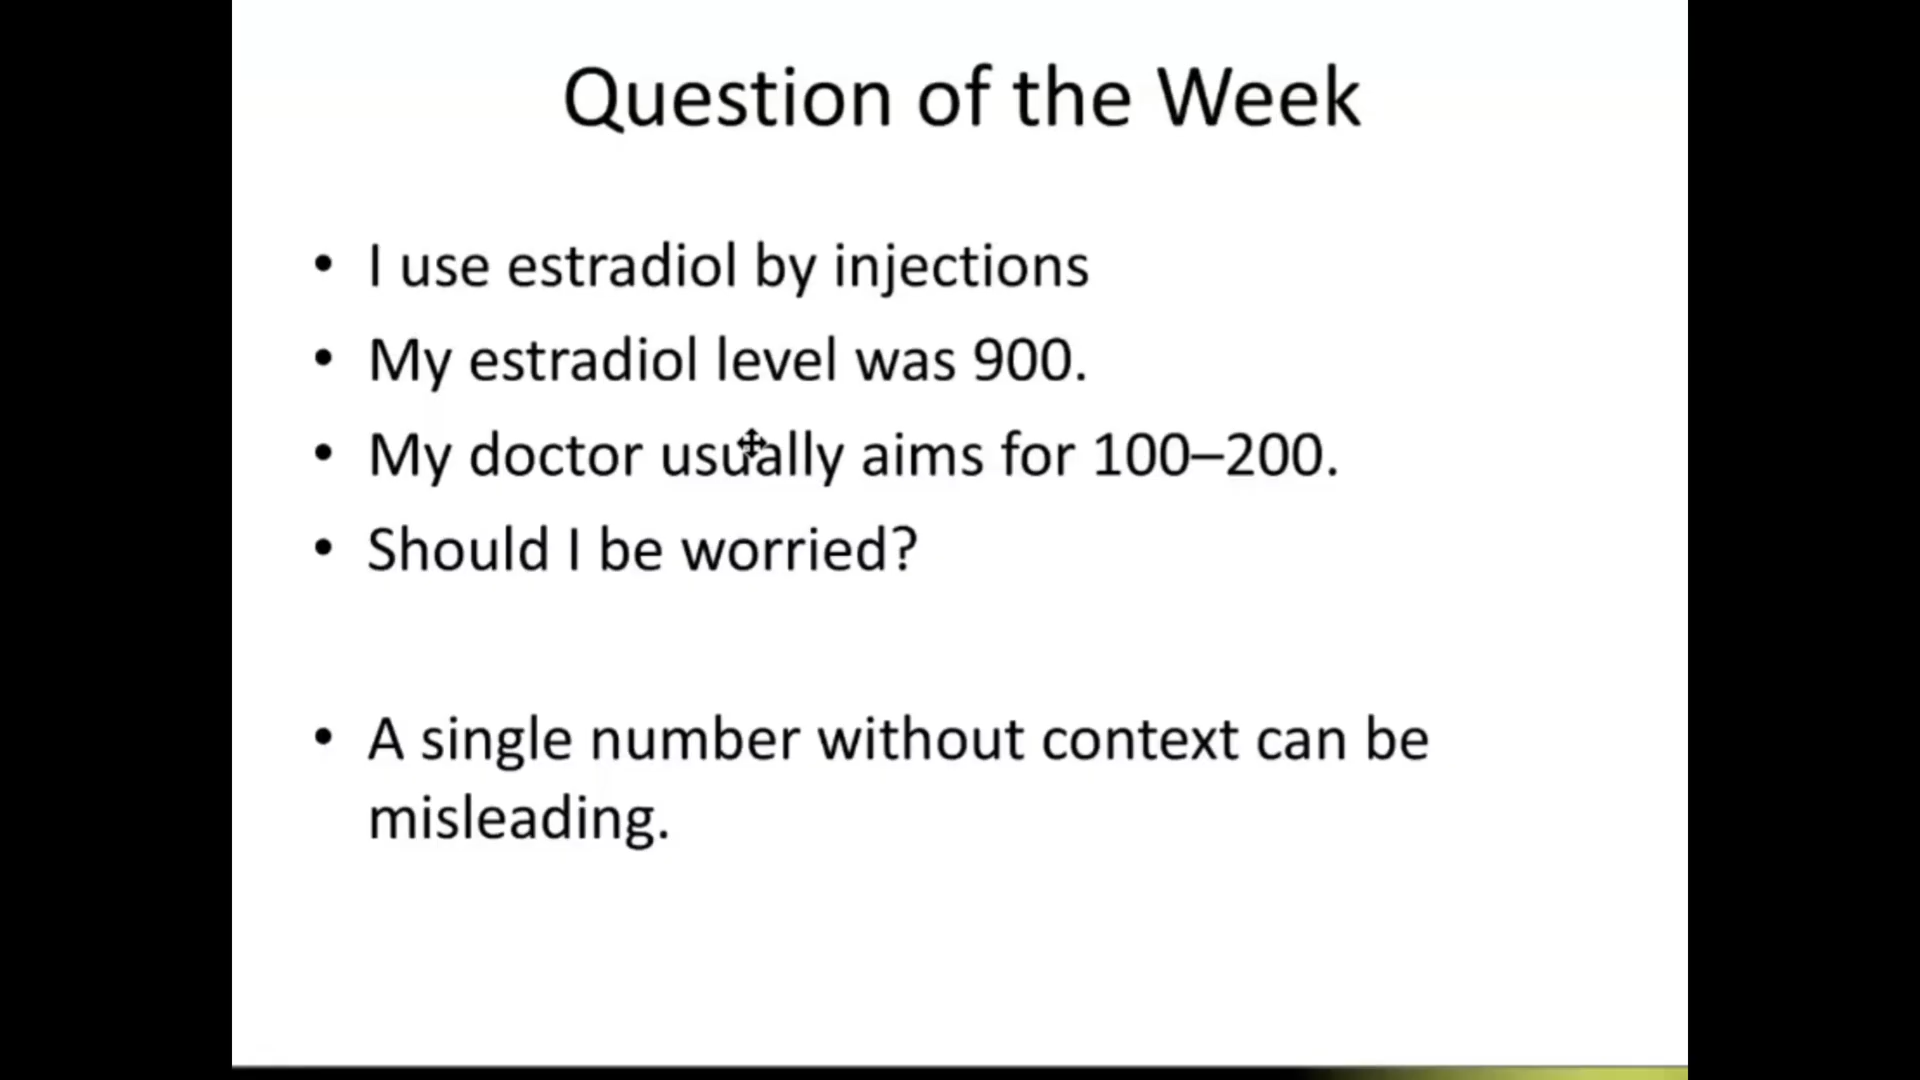 Question of the Week
• I use estradiol by injections
• My estradiol level was 900.
• My doctor usually aims for 100–200.
• Should I be worried?
• A single number without context can be
misleading.